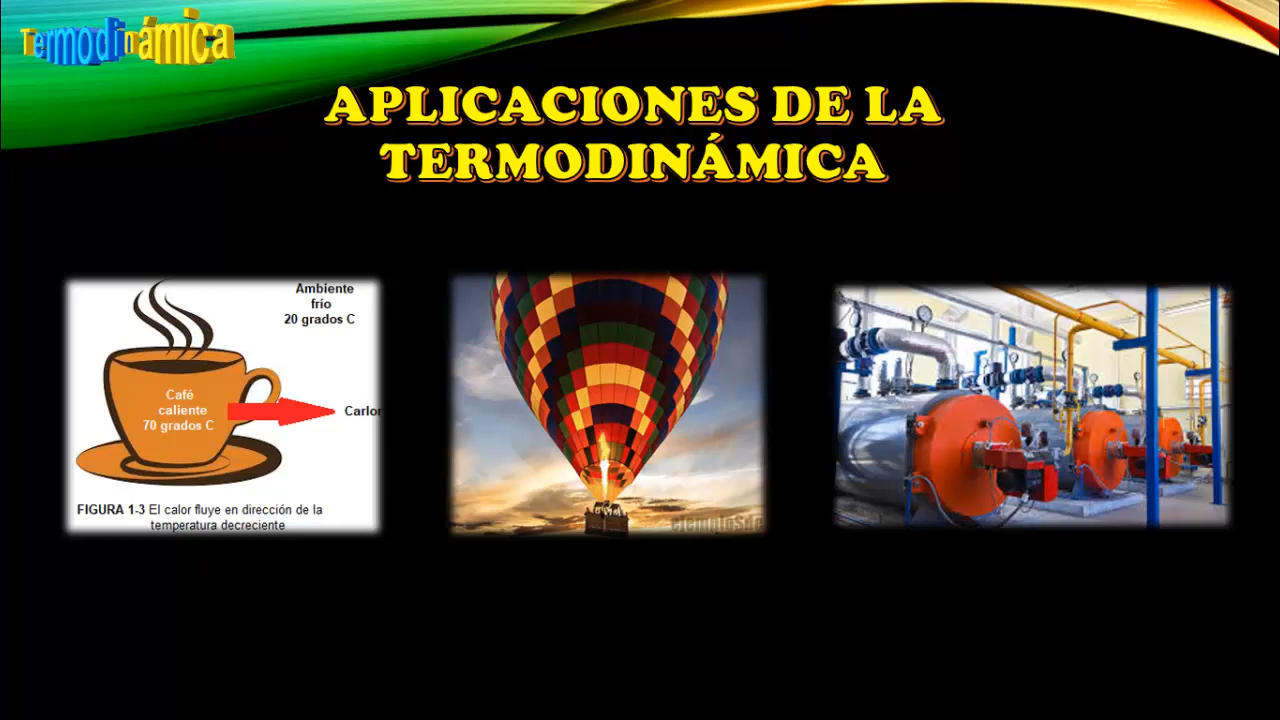 Termodinámica
APLICACIONES DE LA
TERMODINÁMICA
Ambiente
frío
20 grados C
Café
caliente
70 grados C
Carlor
FIGURA 1-3 El calor fluye en dirección de la
temperatura decreciente